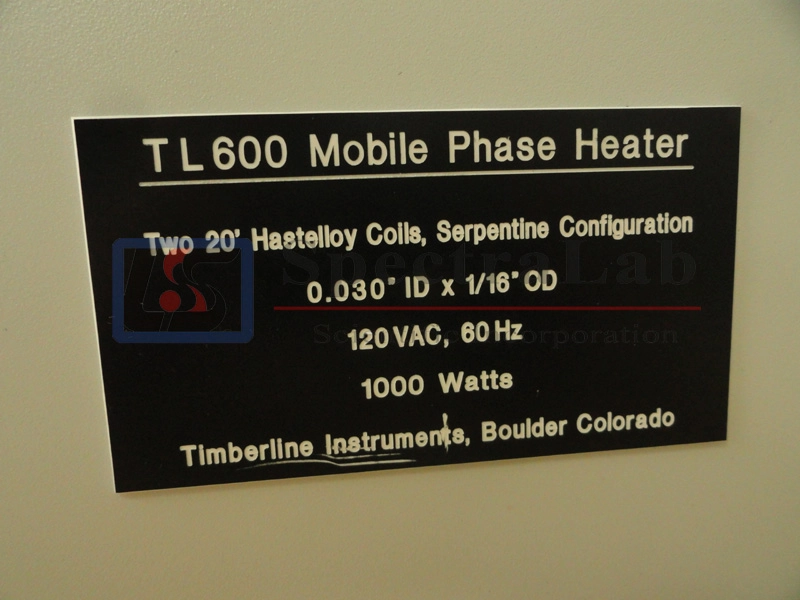 TL600 Mobile Phase Heater
Two 20' Hastelloy Coils, Serpentine Configuration
SpectraLab
0.030" ID x 1/16" OD
120VAC, 60Hz
1000 Watts
Timberline Instruments, Boulder Colorado